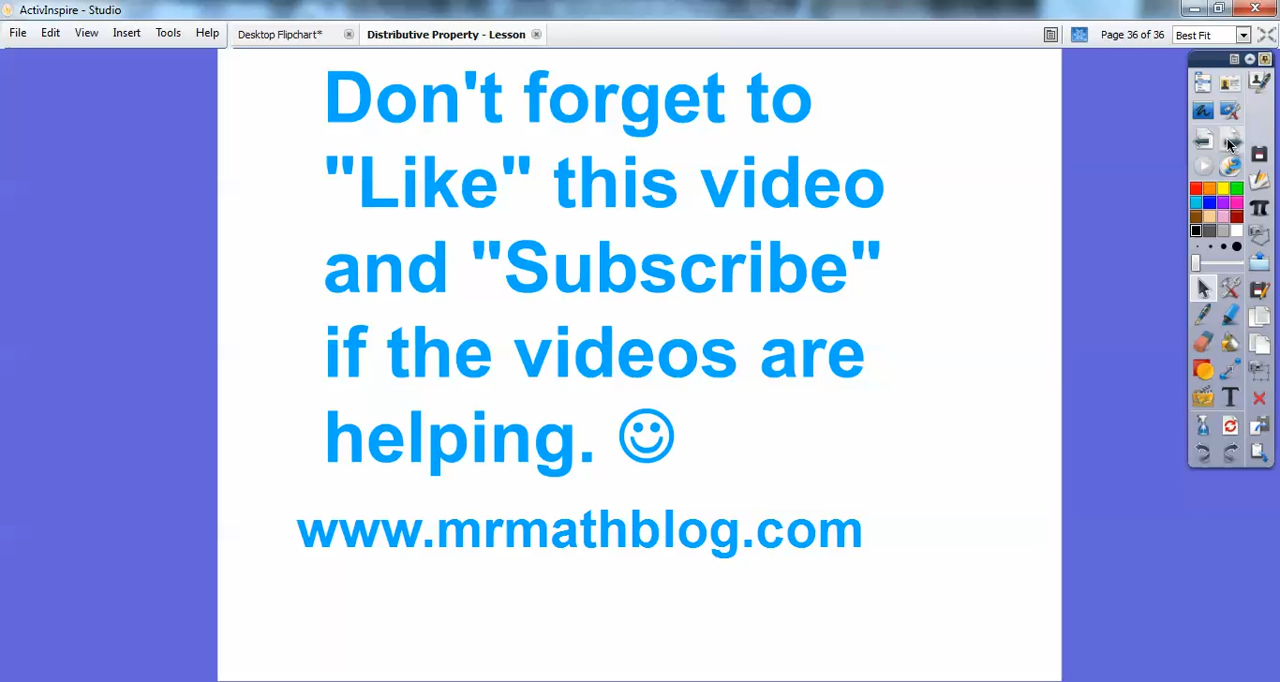 ActivInspire - Studio
File Edit View Insert Tools Help
Desktop Flipchart*
Distributive Property - Lesson
Page 36 of 36
Best Fit
Don't forget to
"Like" this video
and "Subscribe"
if the videos are
helping. ☺
www.mrmathblog.com